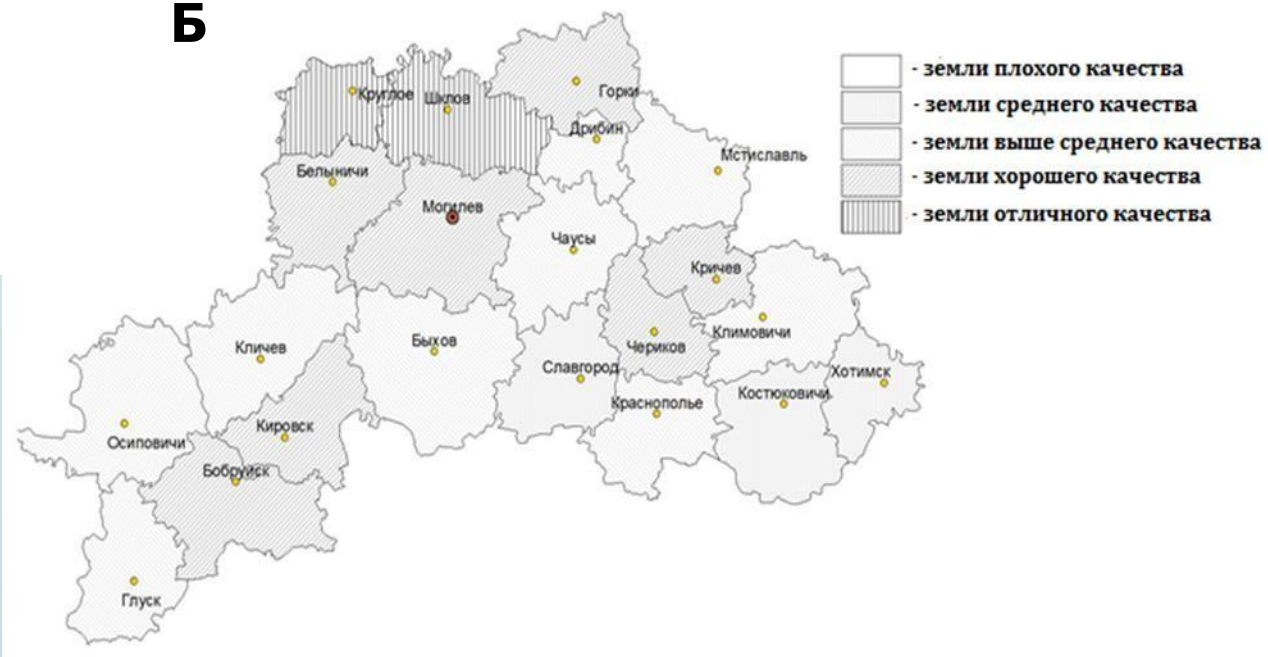 Б
Круглое
Шклов
Горки
Дрибин
Мстиславль
Белыничи
Могилев
Чаусы
Кричев
Климовичи
Чериков
Кличев
Быхов
Славгород
Хотимск
Костюковичи
Краснополье
Осиповичи
Кировск
Бобруйск
Глуск
- земли плохого качества
- земли среднего качества
- земли выше среднего качества
- земли хорошего качества
- земли отличного качества